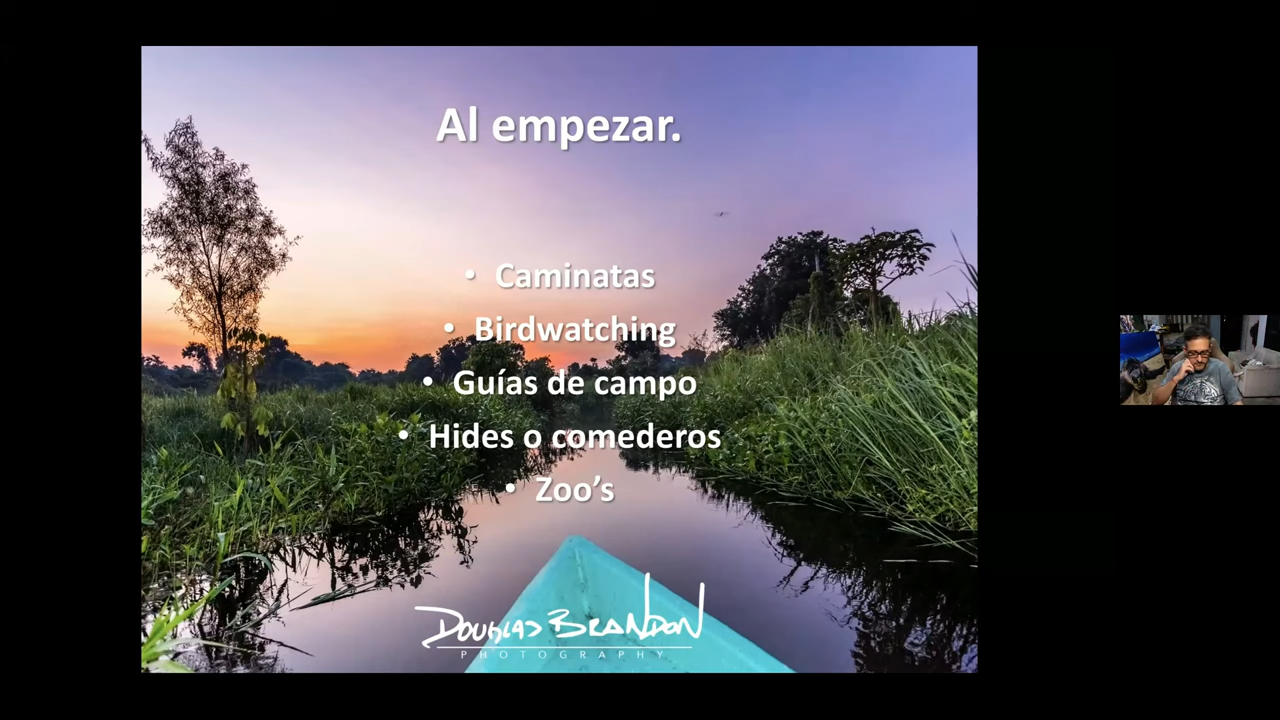 Al empezar.
• Caminatas
• Birdwatching
• Guías de campo
• Hides o comederos
• Zoo’s
DOUGLAS BRANDON
PHOTOGRAPHY